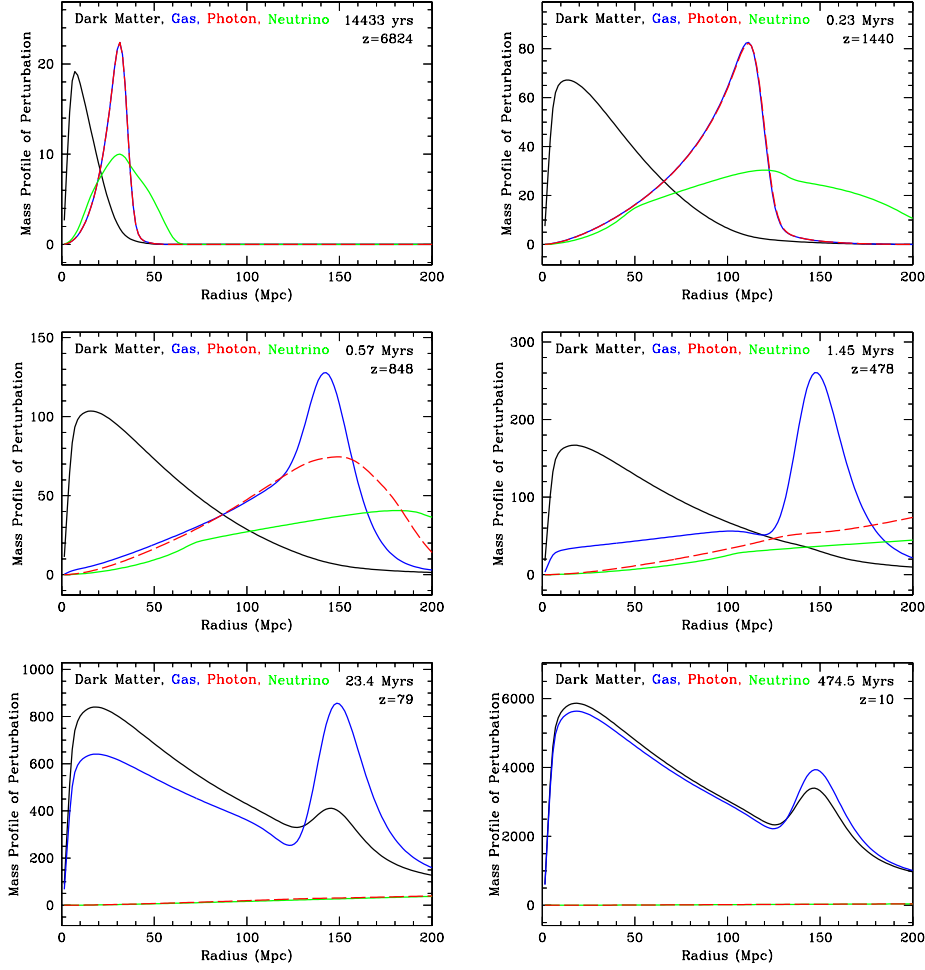 Dark Matter, Gas, Photon, Neutrino 14433 yrs
z=6824
Mass Profile of Perturbation
20
10
0
0 50 100 150 200
Radius (Mpc)
Dark Matter, Gas, Photon, Neutrino 0.23 Myrs
z=1440
Mass Profile of Perturbation
80
60
40
20
0
0 50 100 150 200
Radius (Mpc)
Dark Matter, Gas, Photon, Neutrino 0.57 Myrs
z=848
Mass Profile of Perturbation
150
100
50
0
0 50 100 150 200
Radius (Mpc)
Dark Matter, Gas, Photon, Neutrino 1.45 Myrs
z=478
Mass Profile of Perturbation
300
200
100
0
0 50 100 150 200
Radius (Mpc)
Dark Matter, Gas, Photon, Neutrino 23.4 Myrs
z=79
Mass Profile of Perturbation
1000
800
600
400
200
0
0 50 100 150 200
Radius (Mpc)
Dark Matter, Gas, Photon, Neutrino 474.5 Myrs
z=10
Mass Profile of Perturbation
6000
4000
2000
0
0 50 100 150 200
Radius (Mpc)